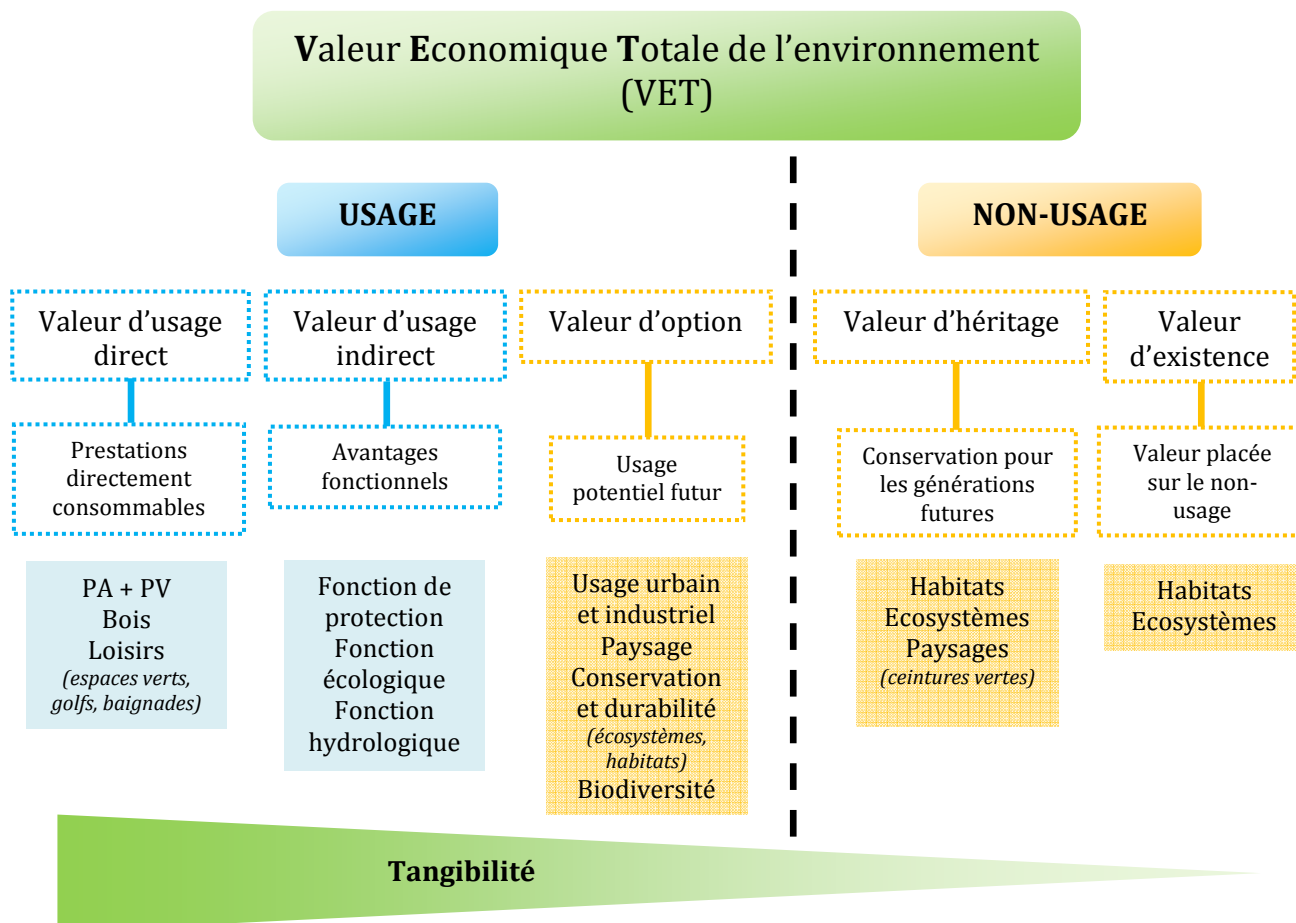 Valeur Economique Totale de l’environnement
(VET)
USAGE
NON-USAGE
Valeur d’usage
direct
Valeur d’usage
indirect
Valeur d’option
Valeur d’héritage
Valeur
d’existence
Prestations
directement
consommables
Avantages
fonctionnels
Usage
potentiel futur
Conservation pour
les générations
futures
Valeur placée
sur le non-
usage
PA + PV
Bois
Loisirs
(espaces verts,
golfs, baignades)
Fonction de
protection
Fonction
écologique
Fonction
hydrologique
Usage urbain
et industriel
Paysage
Conservation
et durabilité
(écosystèmes,
habitats)
Biodiversité
Habitats
Ecosystèmes
Paysages
(ceintures vertes)
Habitats
Ecosystèmes
Tangibilité